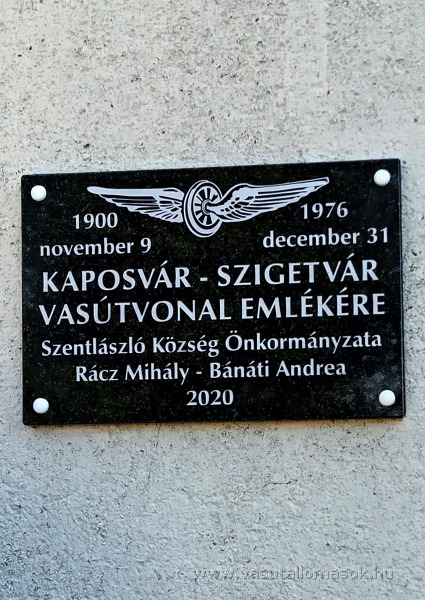 1900
november 9
1976
december 31
KAPOSVÁR - SZIGETVÁR
VASÚTVONAL EMLÉKÉRE
Szentlászló Község Önkormányzata
Rácz Mihály - Bánáti Andrea
2020
www.vasutallomasok.hu